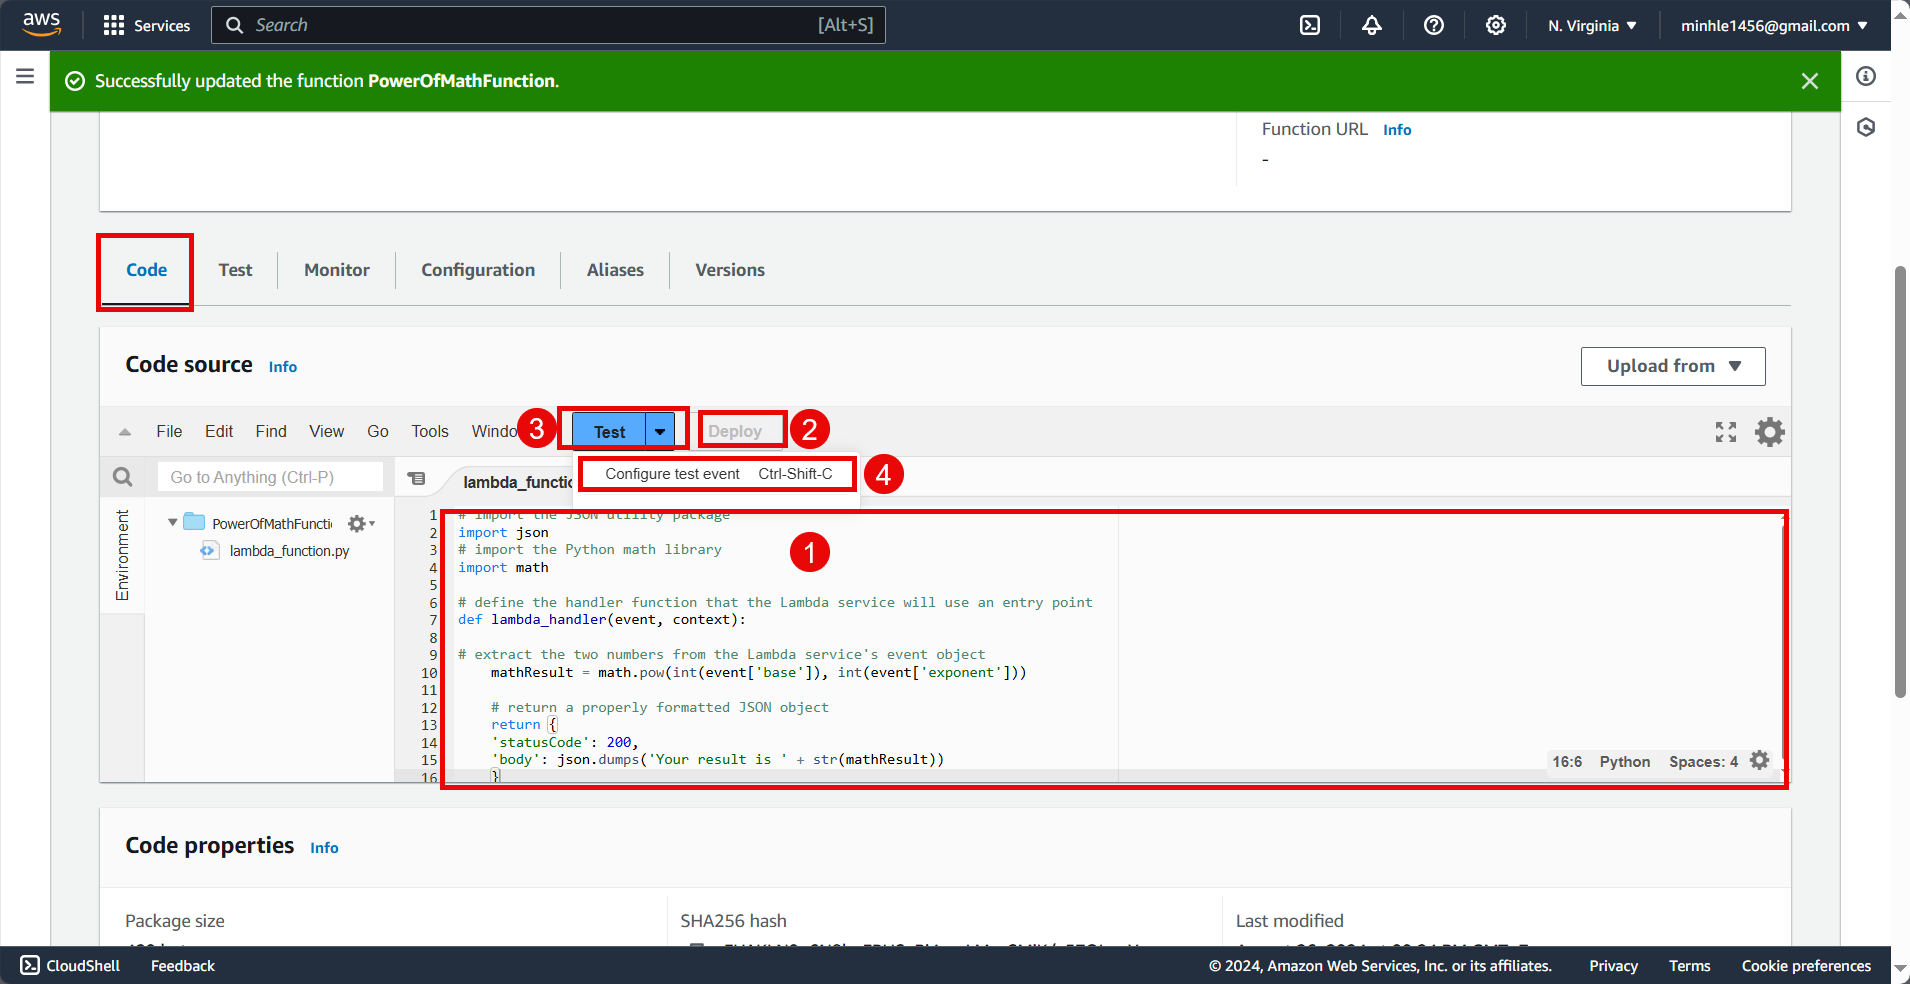 aws
Services
Search
[Alt+S]
N. Virginia
minhle1456@gmail.com
Successfully updated the function PowerOfMathFunction.
Function URL Info
-
Code
Test
Monitor
Configuration
Aliases
Versions
Code source Info
Upload from
File
Edit
Find
View
Go
Tools
Windo
3
Test
Deploy
2
Go to Anything (Ctrl-P)
lambda_functio
Configure test event Ctrl-Shift-C
4
Environment
PowerOfMathFuncti
lambda_function.py
1
1 # import the JSON utility package
2 import json
3 # import the Python math library
4 import math
5
6 # define the handler function that the Lambda service will use an entry point
7 def lambda_handler(event, context):
8
9 # extract the two numbers from the Lambda service's event object
10 mathResult = math.pow(int(event['base']), int(event['exponent']))
11
12 # return a properly formatted JSON object
13 return {
14 'statusCode': 200,
15 'body': json.dumps('Your result is ' + str(mathResult))
16 }
16:6 Python Spaces: 4
Code properties Info
Package size
SHA256 hash
Last modified
CloudShell
Feedback
© 2024, Amazon Web Services, Inc. or its affiliates.
Privacy
Terms
Cookie preferences